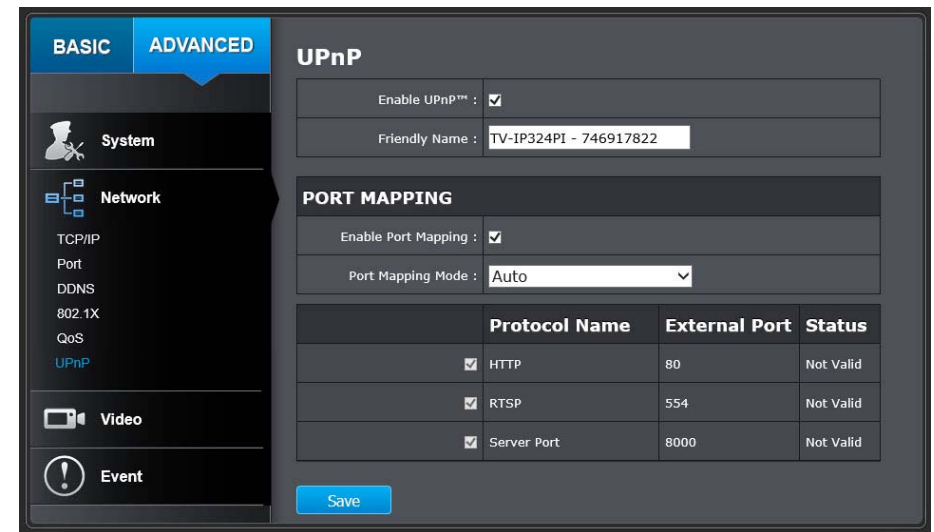 BASIC
ADVANCED
System
Network
TCP/IP
Port
DDNS
802.1X
QoS
UPnP
Video
Event
UPnP
Enable UPnP™ :
Friendly Name : TV-IP324PI - 746917822
PORT MAPPING
Enable Port Mapping :
Port Mapping Mode : Auto
Protocol Name External Port Status
HTTP 80 Not Valid
RTSP 554 Not Valid
Server Port 8000 Not Valid
Save